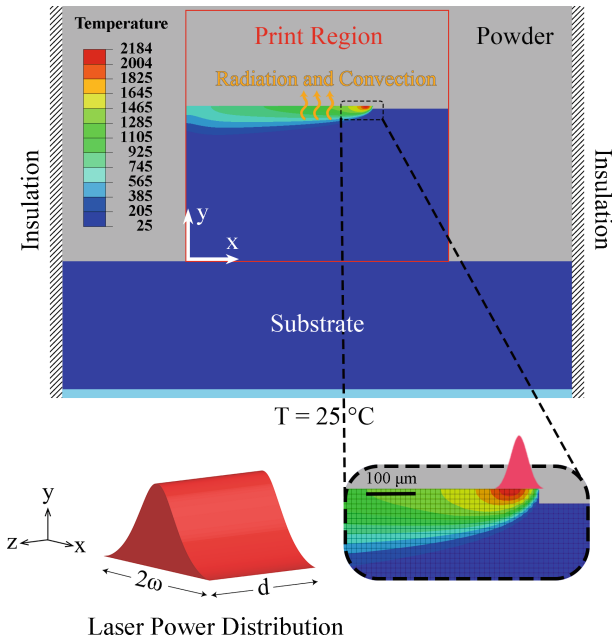 Temperature
2184
2004
1825
1645
1465
1285
1105
925
745
565
385
205
25
Print Region
Powder
Radiation and Convection
Insulation
Insulation
y
x
Substrate
T = 25 °C
100 μm
y
z
x
2ω
d
Laser Power Distribution